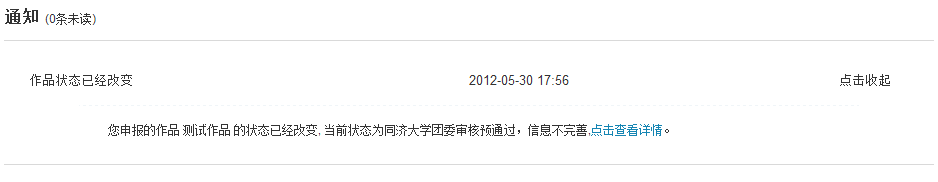 通知 (0条未读)
作品状态已经改变 2012-05-30 17:56 点击收起
您申报的作品 测试作品 的状态已经改变, 当前状态为同济大学团委审核预通过，信息不完善,点击查看详情。